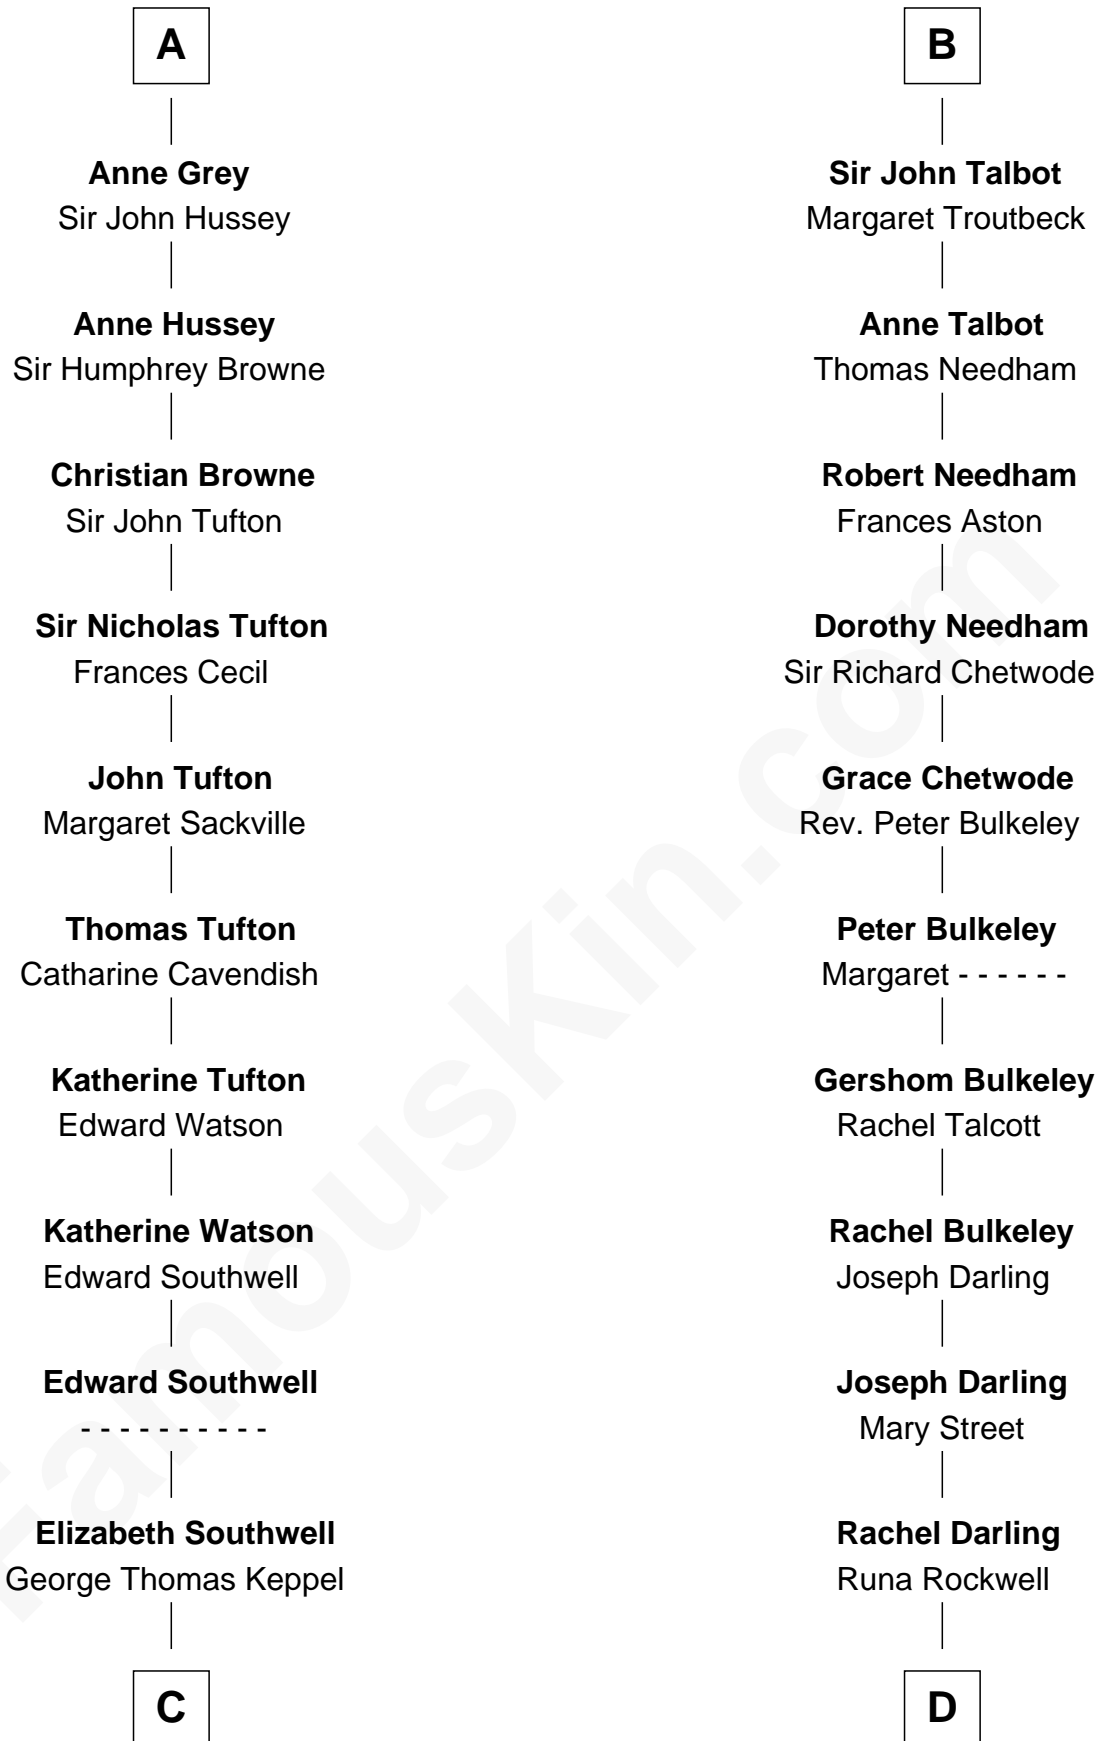 A
Anne Grey
Sir John Hussey
Anne Hussey
Sir Humphrey Browne
Christian Browne
Sir John Tufton
Sir Nicholas Tufton
Frances Cecil
John Tufton
Margaret Sackville
Thomas Tufton
Catharine Cavendish
Katherine Tufton
Edward Watson
Katherine Watson
Edward Southwell
Edward Southwell
- - - - - - - - - -
Elizabeth Southwell
George Thomas Keppel
C
B
Sir John Talbot
Margaret Troutbeck
Anne Talbot
Thomas Needham
Robert Needham
Frances Aston
Dorothy Needham
Sir Richard Chetwode
Grace Chetwode
Rev. Peter Bulkeley
Peter Bulkeley
Margaret - - - - - -
Gershom Bulkeley
Rachel Talcott
Rachel Bulkeley
Joseph Darling
Joseph Darling
Mary Street
Rachel Darling
Runa Rockwell
D
FamousKin.com